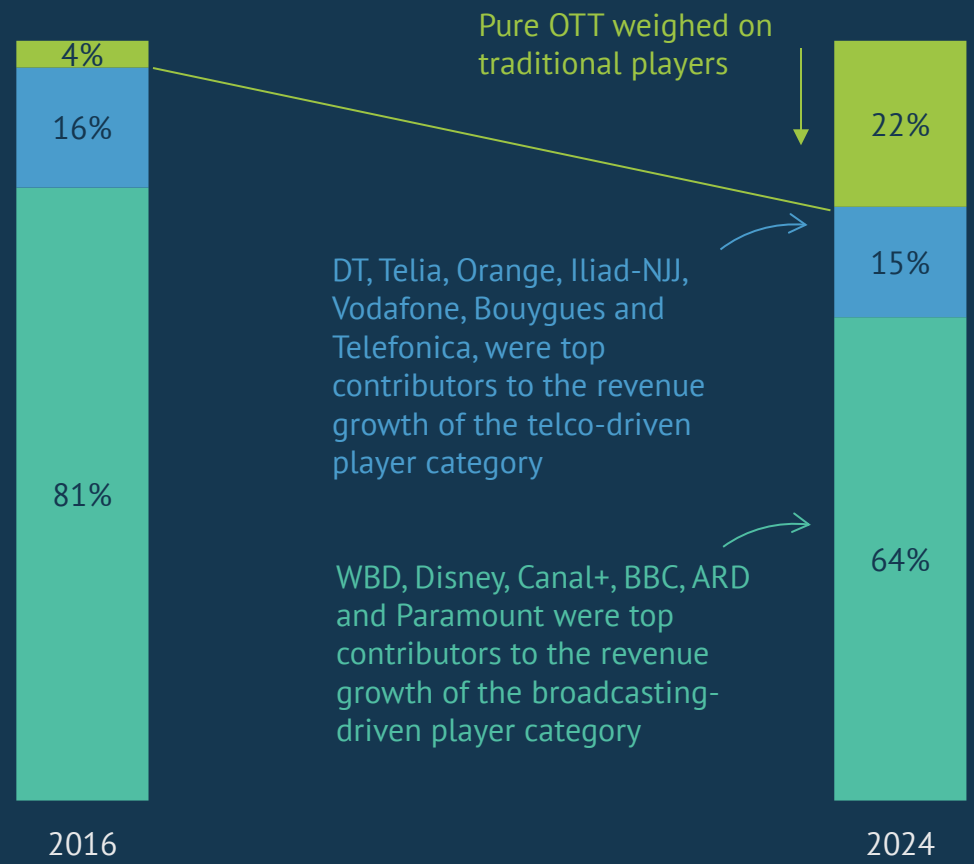 Pure OTT weighed on
traditional players
4%
16%
81%
22%
15%
64%
DT, Telia, Orange, Iliad-NJJ,
Vodafone, Bouygues and
Telefonica, were top
contributors to the revenue
growth of the telco-driven
player category
WBD, Disney, Canal+, BBC, ARD
and Paramount were top
contributors to the revenue
growth of the broadcasting-
driven player category
2016
2024